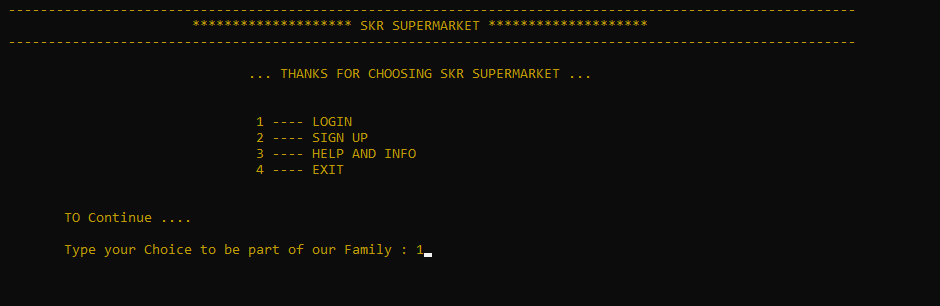 ----------------------------------------------------------------------------------------------------------
******************** SKR SUPERMARKET ********************
----------------------------------------------------------------------------------------------------------
... THANKS FOR CHOOSING SKR SUPERMARKET ...
1 ---- LOGIN
2 ---- SIGN UP
3 ---- HELP AND INFO
4 ---- EXIT
TO Continue ....
Type your Choice to be part of our Family : 1